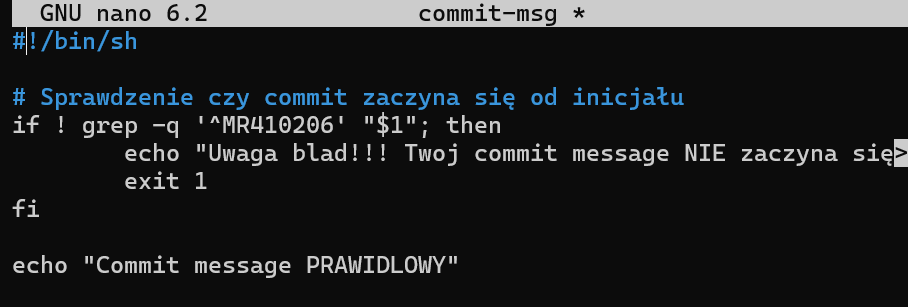 GNU nano 6.2 commit-msg *
#!/bin/sh
# Sprawdzenie czy commit zaczyna się od inicjału
if ! grep -q '^MR410206' "$1"; then
echo "Uwaga blad!!! Twoj commit message NIE zaczyna się>
exit 1
fi
echo "Commit message PRAWIDLOWY"